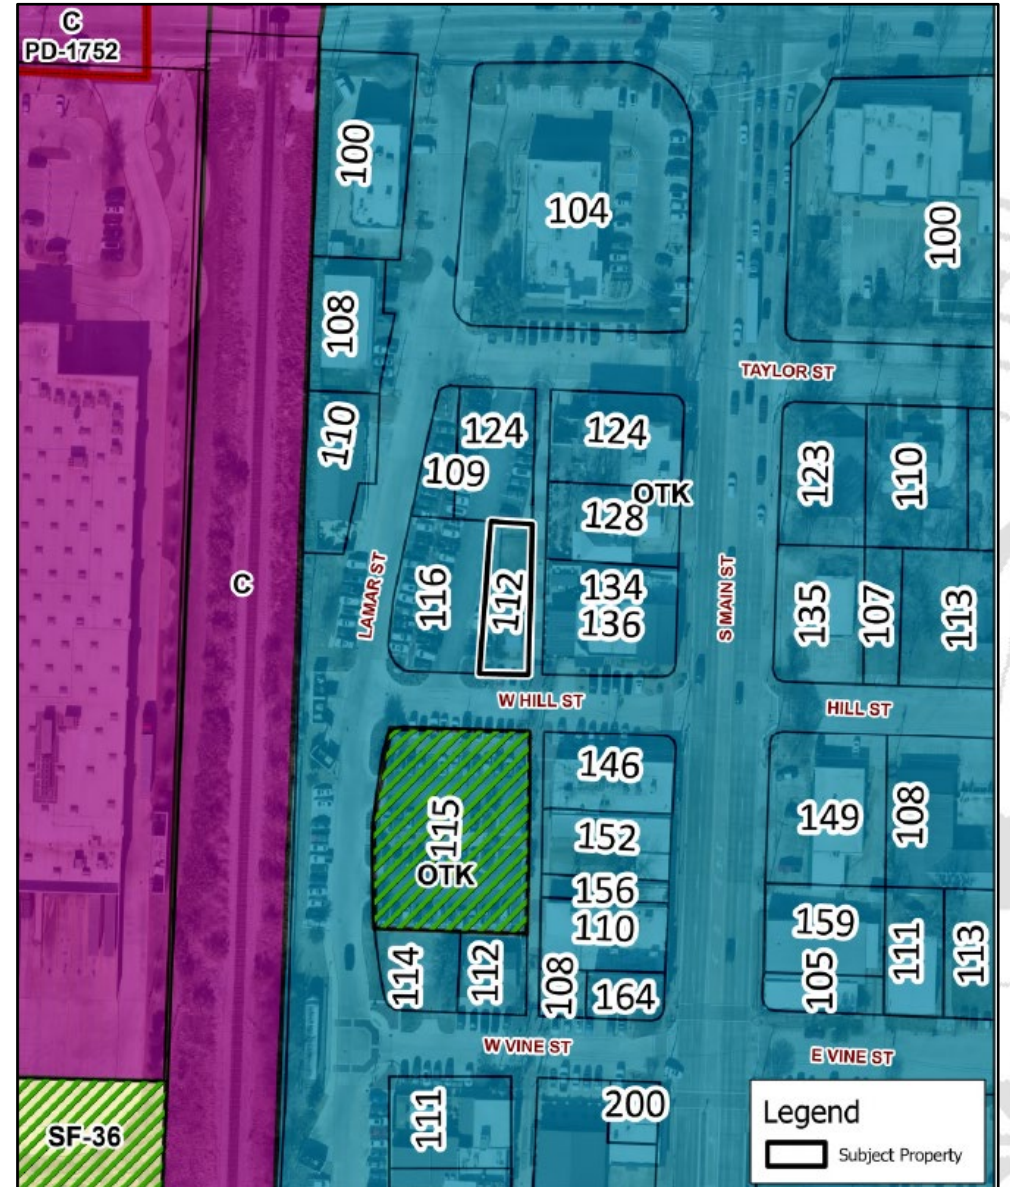 C
PD-1752
100
104
100
108
TAYLOR ST
110
124
109
124
OTK
128
123
110
C
LAMAR ST
116
112
134
136
S MAIN ST
135
107
113
W HILL ST
HILL ST
115
OTK
146
152
156
110
149
108
114
112
108
164
159
105
111
113
W VINE ST
E VINE ST
SF-36
111
200
Legend
Subject Property